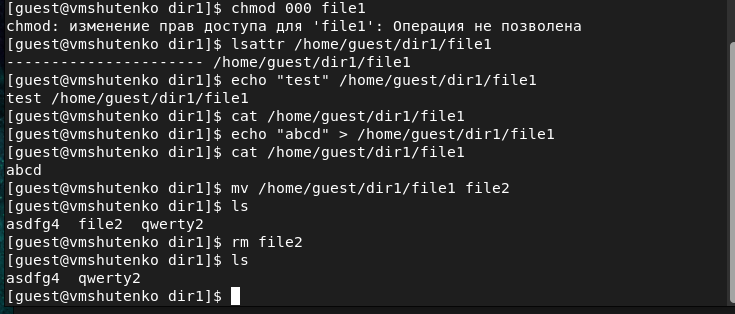 [guest@vmshutenko dir1]$ chmod 000 file1
chmod: изменение прав доступа для 'file1': Операция не позволена
[guest@vmshutenko dir1]$ lsattr /home/guest/dir1/file1
---------------------- /home/guest/dir1/file1
[guest@vmshutenko dir1]$ echo "test" /home/guest/dir1/file1
test /home/guest/dir1/file1
[guest@vmshutenko dir1]$ cat /home/guest/dir1/file1
[guest@vmshutenko dir1]$ echo "abcd" > /home/guest/dir1/file1
[guest@vmshutenko dir1]$ cat /home/guest/dir1/file1
abcd
[guest@vmshutenko dir1]$ mv /home/guest/dir1/file1 file2
[guest@vmshutenko dir1]$ ls
asdfg4  file2  qwerty2
[guest@vmshutenko dir1]$ rm file2
[guest@vmshutenko dir1]$ ls
asdfg4  qwerty2
[guest@vmshutenko dir1]$